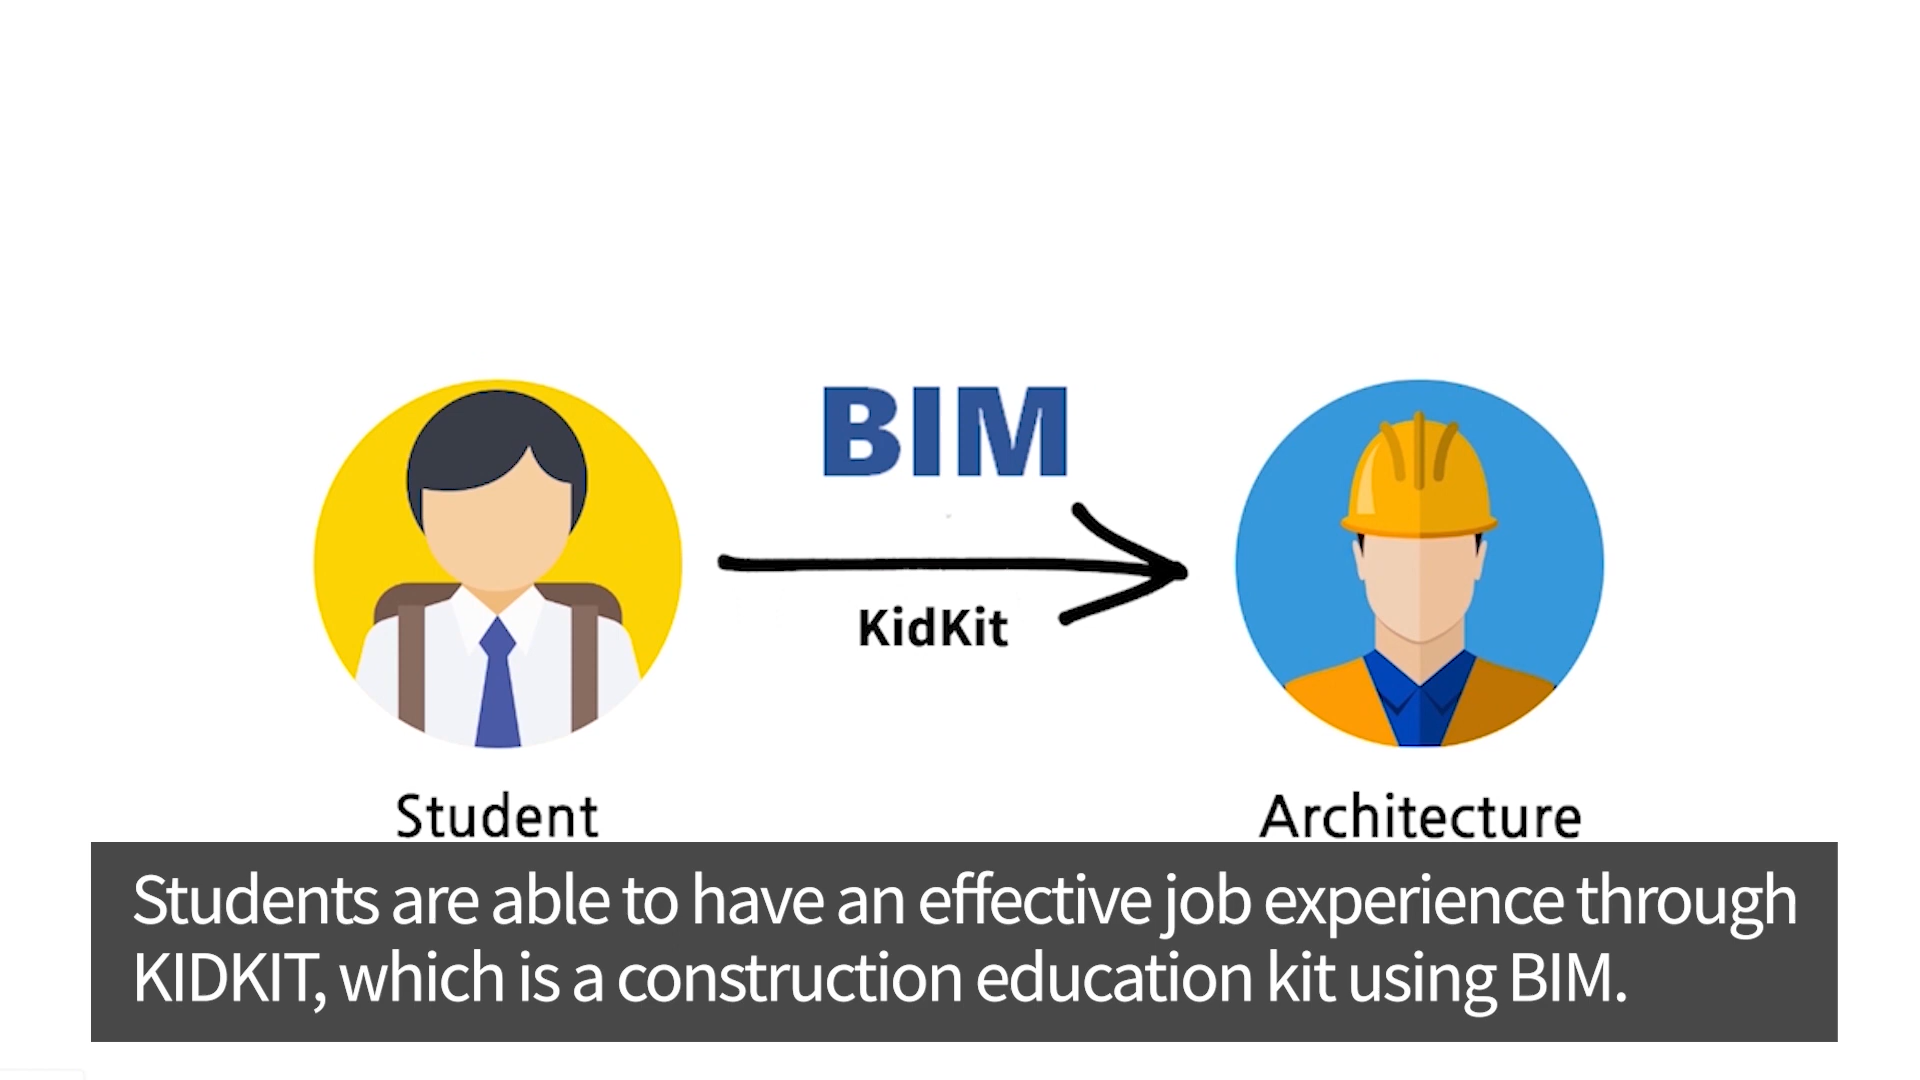 BIM
KidKit
Student
Architecture
Students are able to have an effective job experience through
KIDKIT, which is a construction education kit using BIM.